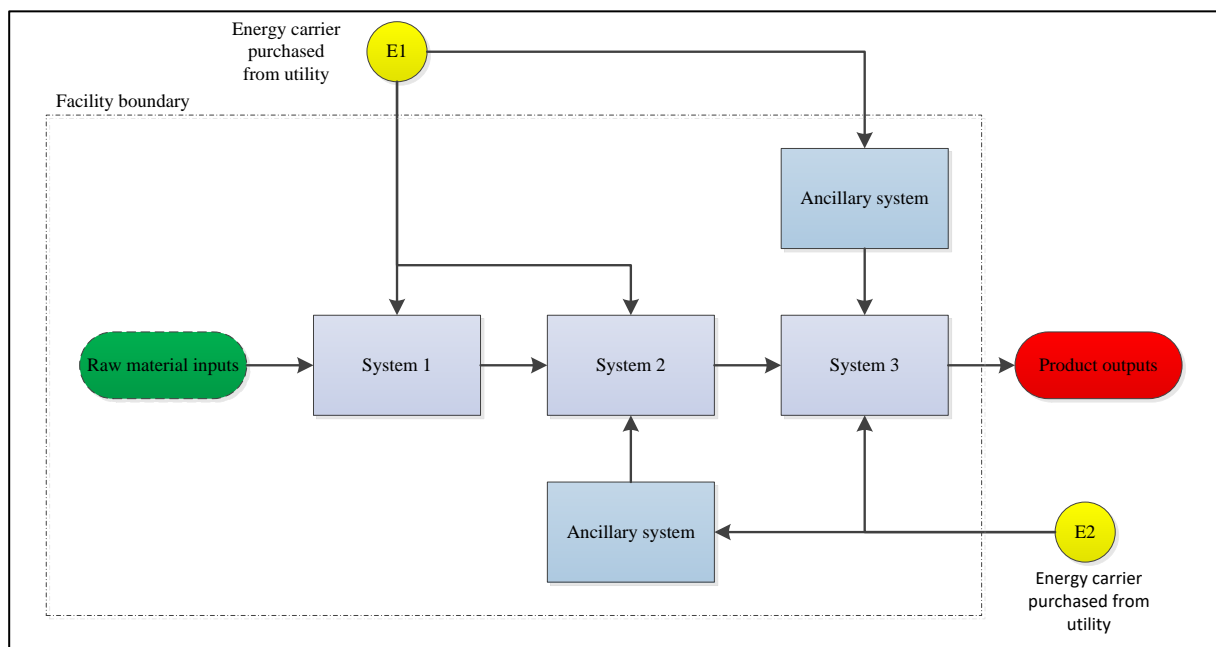 Energy carrier
purchased
from utility
E1
Facility boundary
Ancillary system
Raw material inputs
System 1
System 2
System 3
Product outputs
Ancillary system
E2
Energy carrier
purchased from
utility